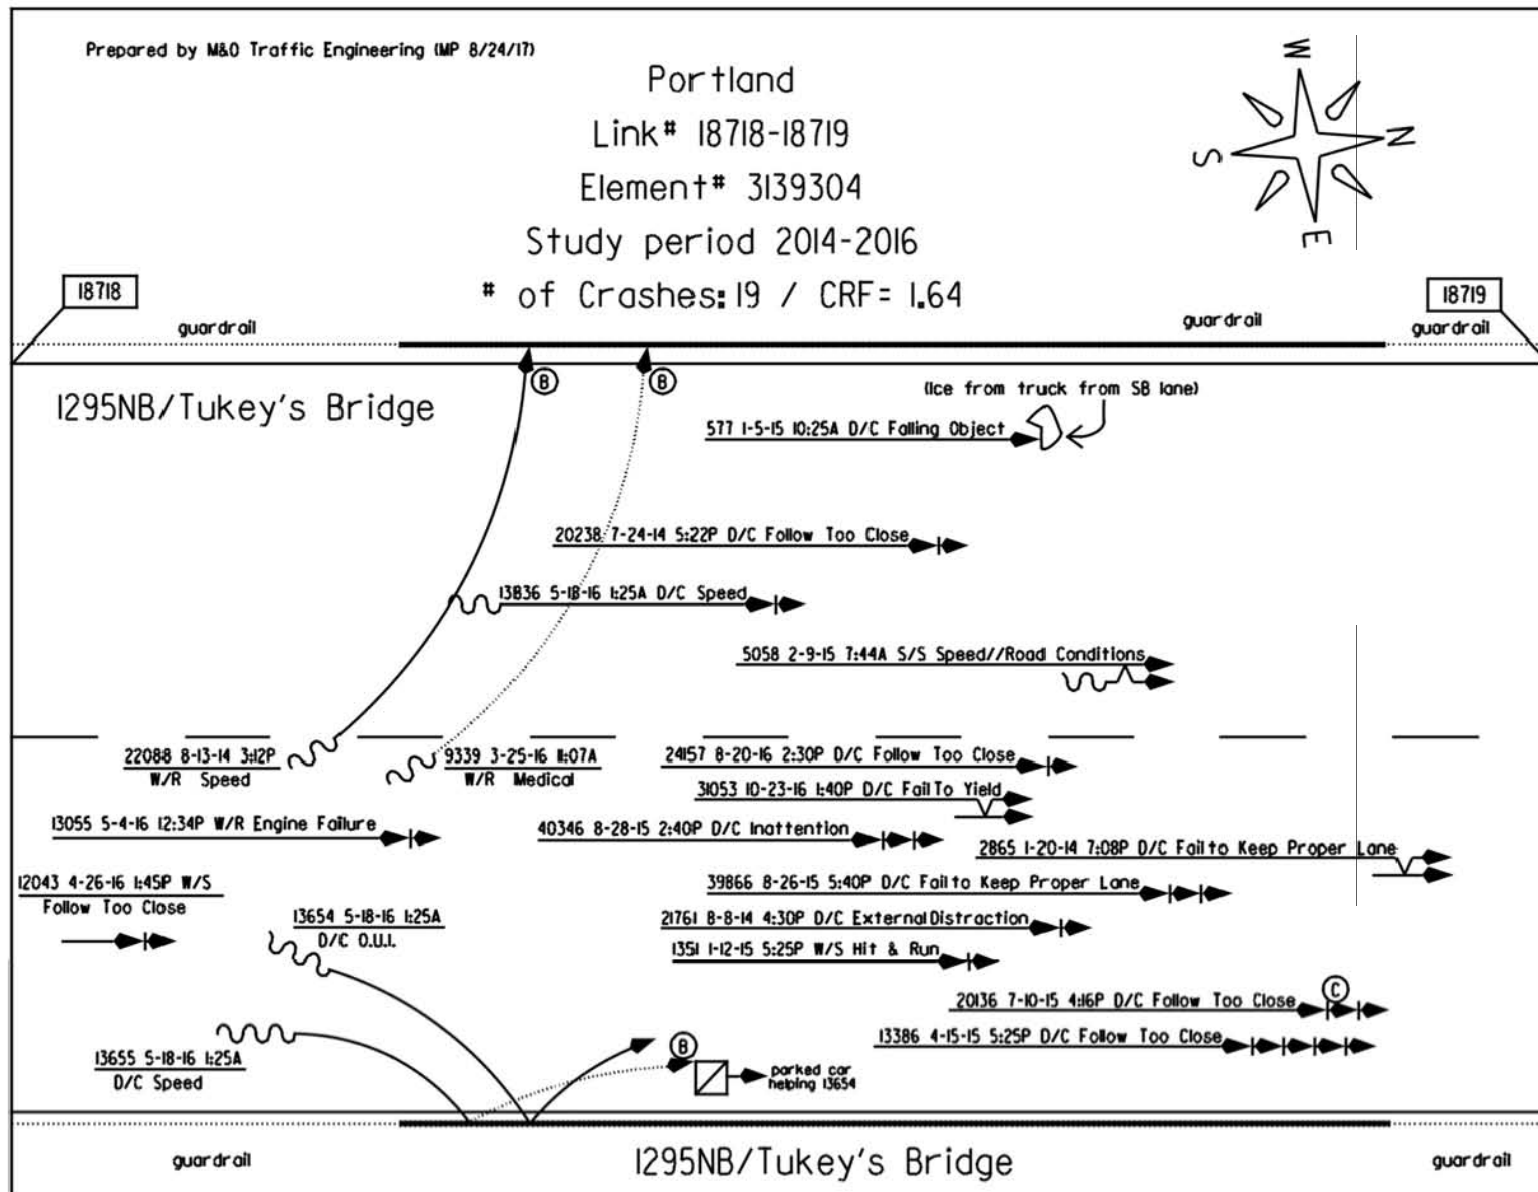 Prepared by M&O Traffic Engineering (MP 8/24/17)
Portland
Link# 18718-18719
Element# 3139304
Study period 2014-2016
# of Crashes: 19 / CRF= 1.64
W
N
S
E
18718
18719
guardrail
guardrail
guardrail
I295NB/Tukey's Bridge
B
B
(Ice from truck from SB lane)
577 1-5-15 10:25A D/C Falling Object
20238 7-24-14 5:22P D/C Follow Too Close
13836 5-18-16 1:25A D/C Speed
5058 2-9-15 7:44A S/S Speed//Road Conditions
22088 8-13-14 3:12P
W/R Speed
9339 3-25-16 11:07A
W/R Medical
24157 8-20-16 2:30P D/C Follow Too Close
31053 10-23-16 1:40P D/C Fail To Yield
13055 5-4-16 12:34P W/R Engine Failure
40346 8-28-15 2:40P D/C Inattention
2865 1-20-14 7:08P D/C Fail to Keep Proper Lane
12043 4-26-16 1:45P W/S
Follow Too Close
39866 8-26-15 5:40P D/C Fail to Keep Proper Lane
13654 5-18-16 1:25A
D/C O.U.I.
21761 8-8-14 4:30P D/C External Distraction
1351 1-12-15 5:25P W/S Hit & Run
C
20136 7-10-15 4:16P D/C Follow Too Close
13386 4-15-15 5:25P D/C Follow Too Close
13655 5-18-16 1:25A
D/C Speed
B
parked car
helping 13654
guardrail
I295NB/Tukey's Bridge
guardrail